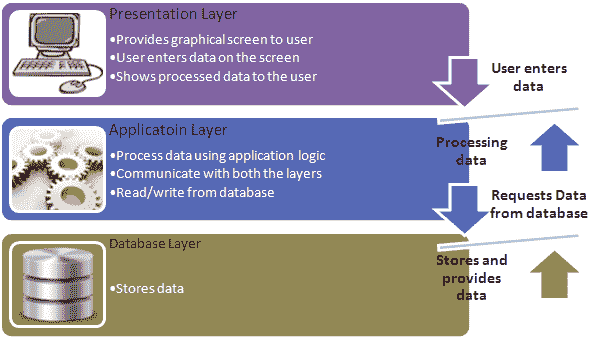 Presentation Layer
•Provides graphical screen to user
•User enters data on the screen
•Shows processed data to the user
User enters
data
Applicatoin Layer
•Process data using application logic
•Communicate with both the layers
•Read/write from database
Processing
data
Requests Data
from database
Database Layer
•Stores data
Stores and
provides
data